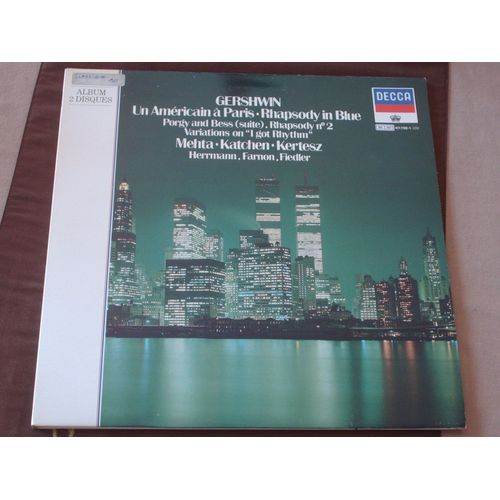 ALBUM
2 DISQUES
GERSHWIN
Un Américain à Paris · Rhapsody in Blue
Porgy and Bess (suite), Rhapsody nº 2
Variations on "I got Rhythm"
Mehta · Katchen · Kertesz
Herrmann, Farnon, Fiedler
DECCA